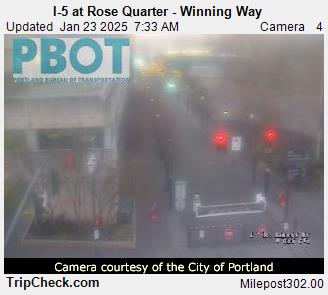 I-5 at Rose Quarter - Winning Way
Updated Jan 23 2025 7:33 AM Camera 4
PBOT
PORTLAND BUREAU OF TRANSPORTATION
Camera courtesy of the City of Portland
TripCheck.com Milepost302.00